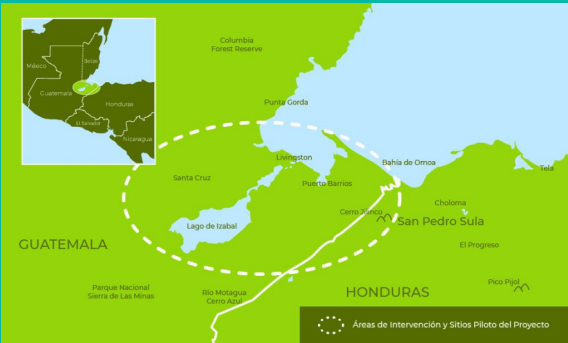 México
Belize
Guatemala
Honduras
El Salvador
Nicaragua
Columbia
Forest Reserve
Punta Gorda
Livingston
Bahía de Omoa
Santa Cruz
Puerto Barrios
Tela
Cerro Jilinco
Choloma
San Pedro Sula
Lago de Izabal
El Progreso
GUATEMALA
Parque Nacional
Sierra de Las Minas
Río Motagua
Cerro Azul
HONDURAS
Pico Pijol
Áreas de Intervención y Sitios Piloto del Proyecto